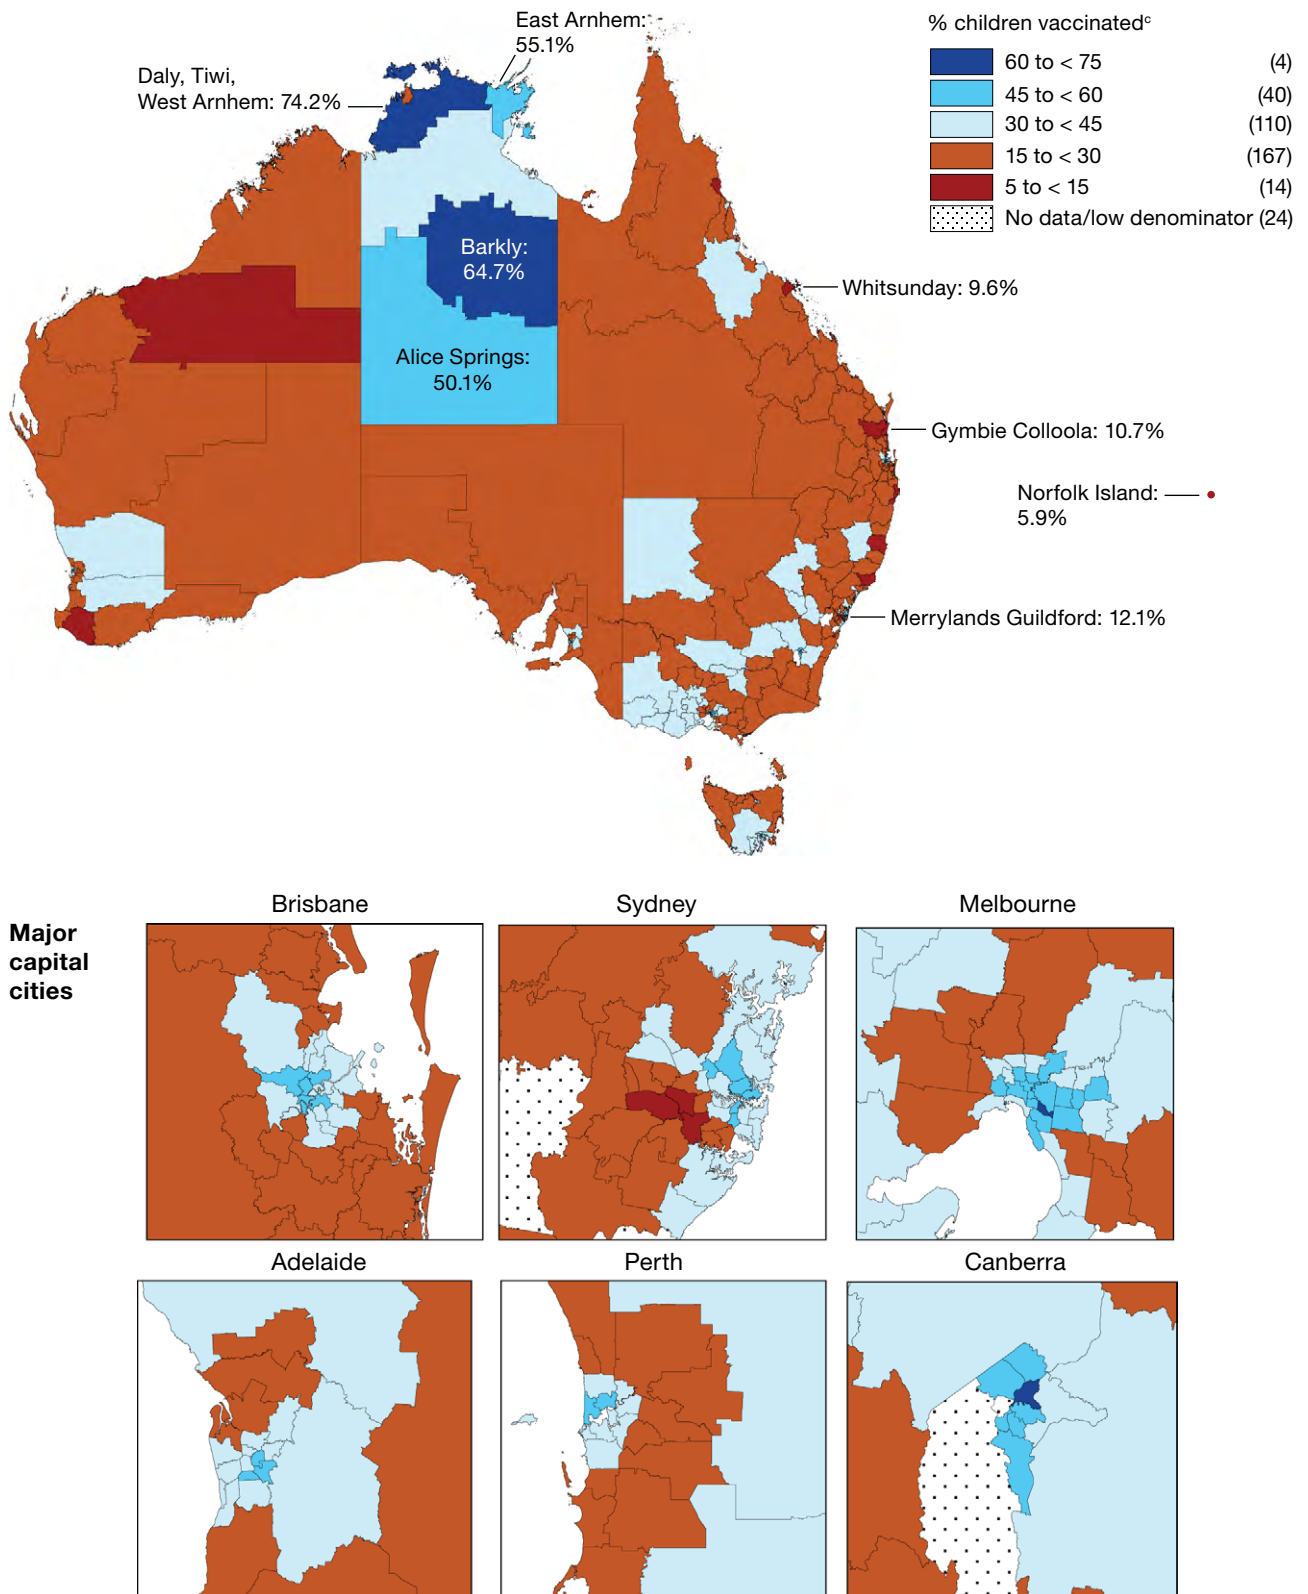 East Arnhem:
55.1%
Daly, Tiwi,
West Arnhem: 74.2%
% children vaccinatedᶜ
60 to < 75 (4)
45 to < 60 (40)
30 to < 45 (110)
15 to < 30 (167)
5 to < 15 (14)
No data/low denominator (24)
Barkly:
64.7%
Whitsunday: 9.6%
Alice Springs:
50.1%
Gymbie Colloola: 10.7%
Norfolk Island:
5.9%
Merrylands Guildford: 12.1%
Major
capital
cities
Brisbane
Sydney
Melbourne
Adelaide
Perth
Canberra